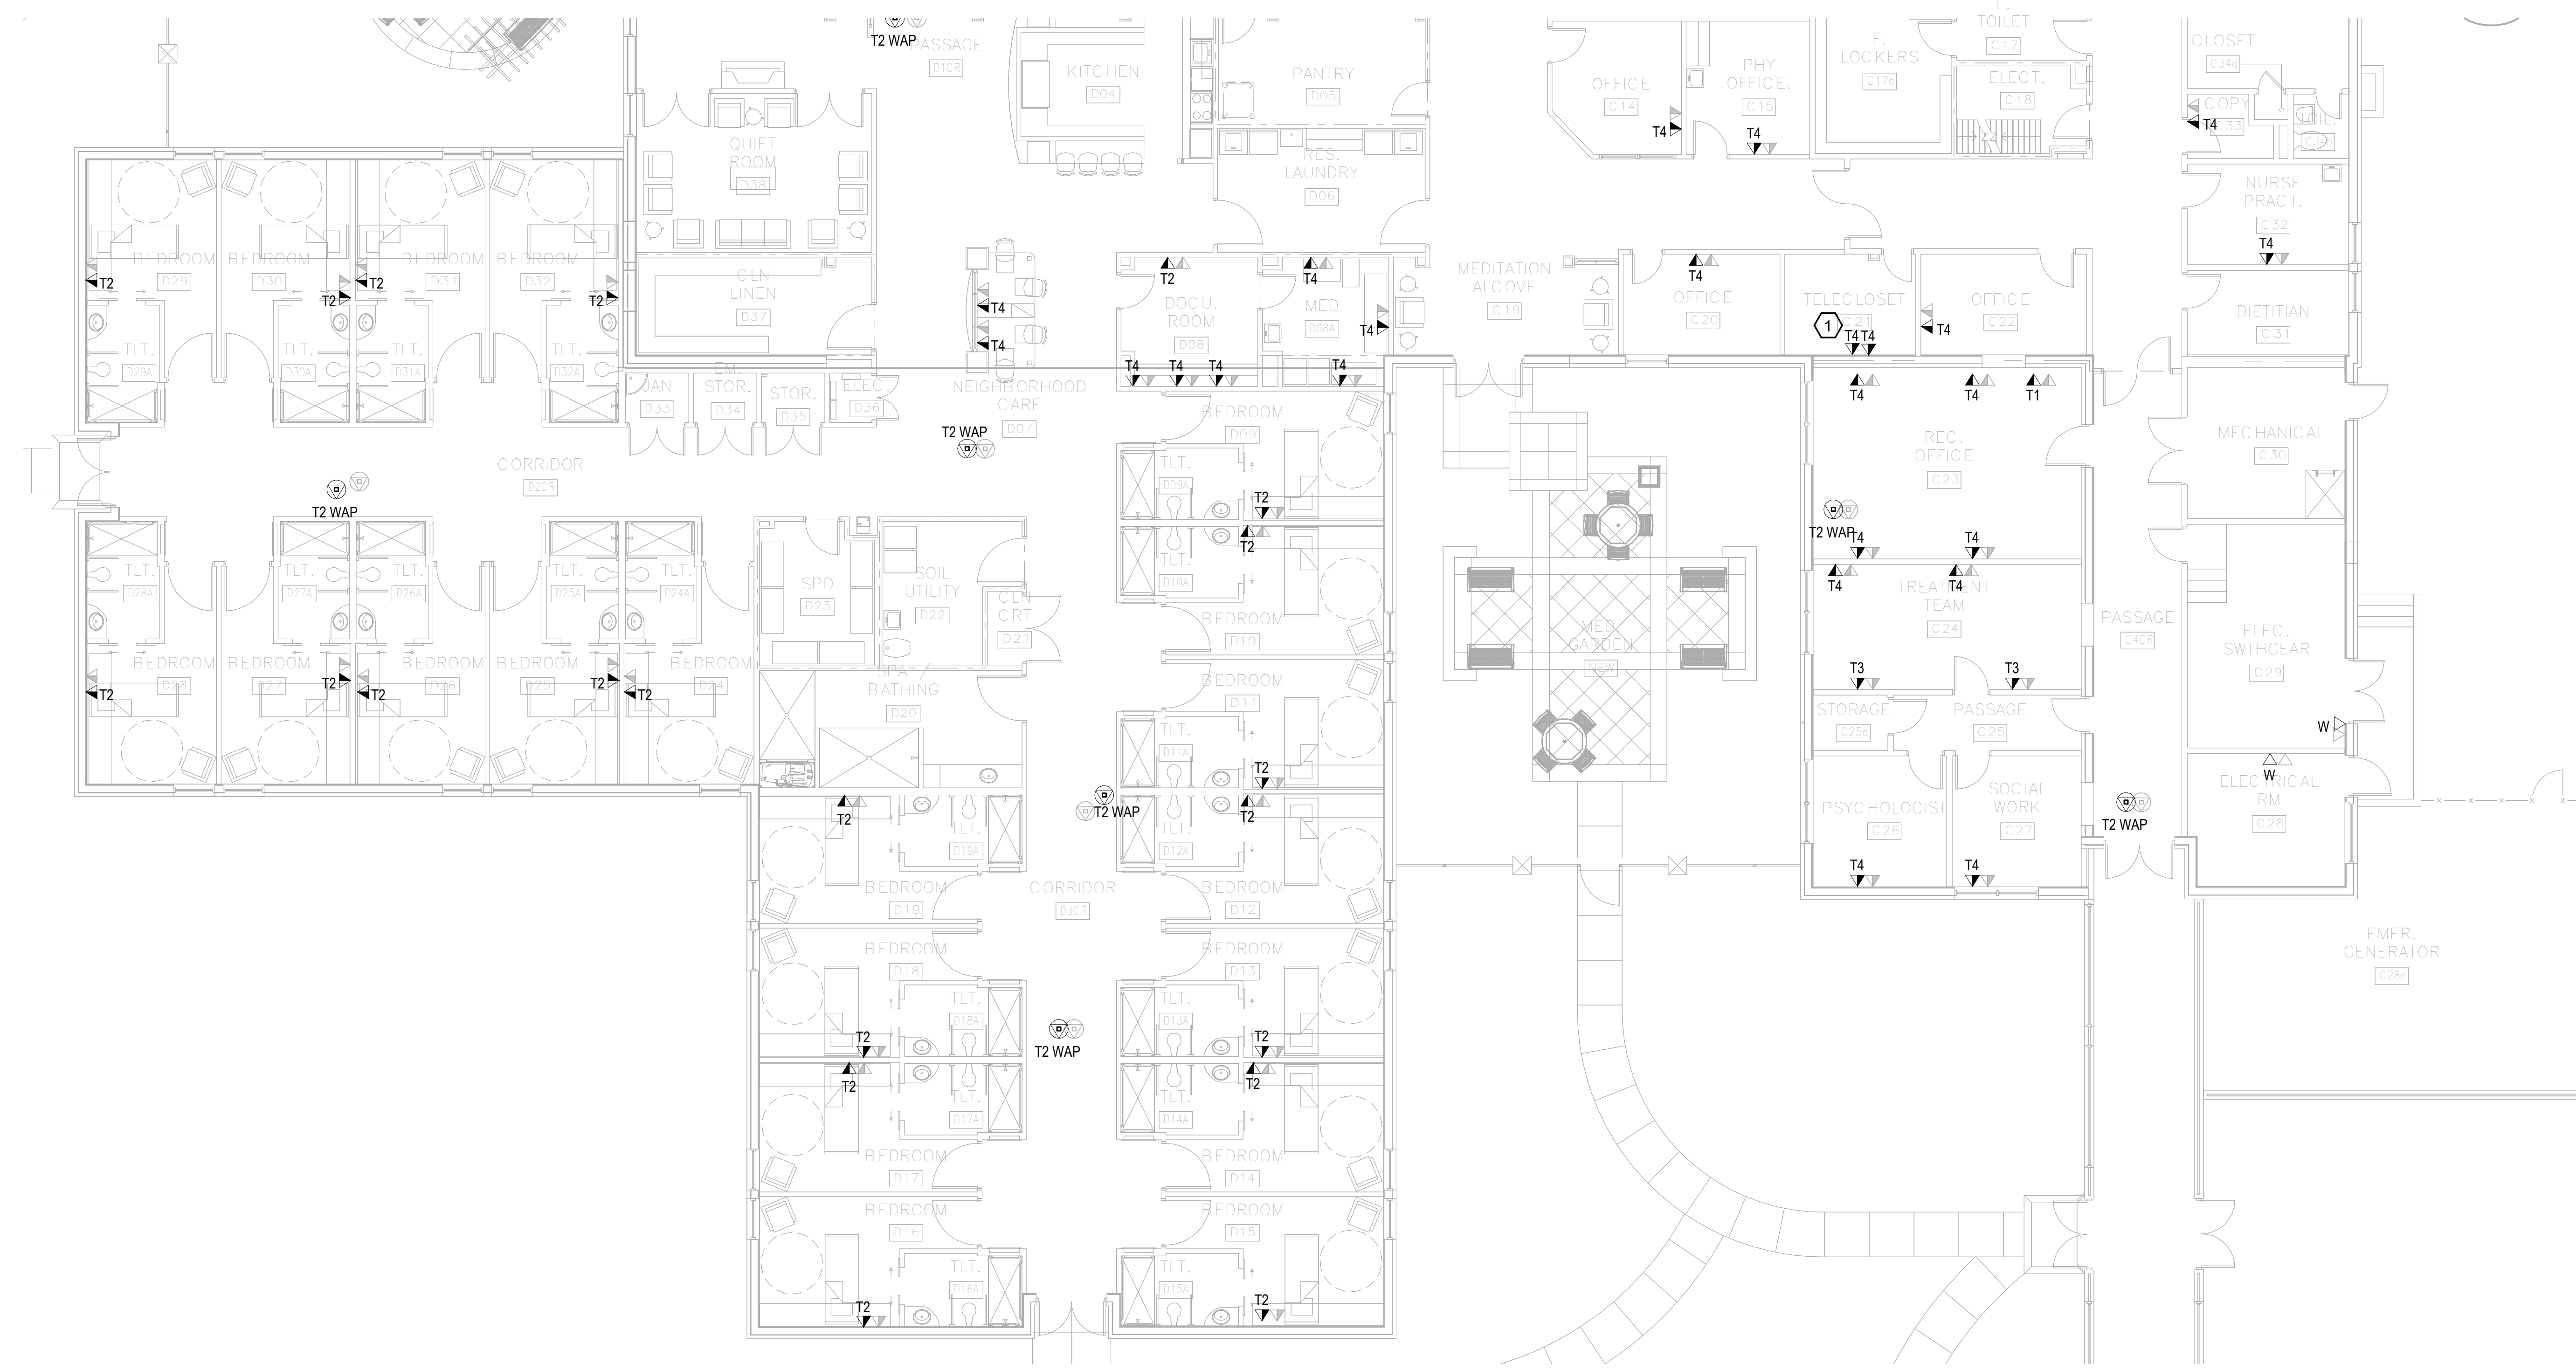 F.
TOILET
C17
T2 WAP
PASSAGE
D1CR
KITCHEN
D04
PANTRY
D05
OFFICE
C14
T4
PHY
OFFICE.
C15
T4
F.
LOCKERS
C17a
ELECT.
C18
CLOSET
C34a
COPY
C33
T4
TOIL.
C34b
QUIET
ROOM
D38
RES.
LAUNDRY
D06
NURSE
PRACT.
C32
T4
BEDROOM
D29
T2
BEDROOM
D30
T2
BEDROOM
D31
T2
BEDROOM
D32
T2
CLN
LINEN
D37
T4
T4
T2
DOCU.
ROOM
D08
T4
T4
T4
T4
MED
D08A
T4
T4
MEDITATION
ALCOVE
C19
T4
OFFICE
C20
TELECLOSET
C21
1
T4
T4
OFFICE
C22
T4
DIETITIAN
C31
TLT.
D29A
TLT.
D30A
TLT.
D31A
TLT.
D32A
JAN
D33
EM.
STOR.
D34
STOR.
D35
ELEC.
D36
NEIGHBORHOOD
CARE
D07
T2 WAP
CORRIDOR
D2CR
T2 WAP
BEDROOM
D09
TLT.
D09A
T2
T2
TLT.
D10A
BEDROOM
D10
T4
T4
T1
REC.
OFFICE
C23
T2 WAP
T4
T4
MECHANICAL
C30
T4
T4
TREATMENT
TEAM
C24
T3
T3
PASSAGE
C4CR
ELEC.
SWTHGEAR
C29
W
TLT.
D28A
TLT.
D27A
TLT.
D26A
TLT.
D25A
TLT.
D24A
BEDROOM
D28
T2
BEDROOM
D27
T2
BEDROOM
D26
T2
BEDROOM
D25
T2
BEDROOM
D24
T2
SPD
D23
SOIL
UTILITY
D22
CLN
CRT
D21
SPA /
BATHING
D20
MED.
GARDEN
NEW
BEDROOM
D11
TLT.
D11A
T2
STORAGE
C25a
PASSAGE
C25
PSYCHOLOGIST
C26
T4
SOCIAL
WORK
C27
T4
W
ELECTRICAL
RM
C28
T2 WAP
T2 WAP
T2
TLT.
D19A
BEDROOM
D19
T2
TLT.
D12A
BEDROOM
D12
CORRIDOR
D3CR
BEDROOM
D18
TLT.
D18A
T2
BEDROOM
D13
TLT.
D13A
T2
T2 WAP
EMER.
GENERATOR
C28a
T2
TLT.
D17A
BEDROOM
D17
T2
TLT.
D14A
BEDROOM
D14
BEDROOM
D16
TLT.
D16A
T2
BEDROOM
D15
TLT.
D15A
T2